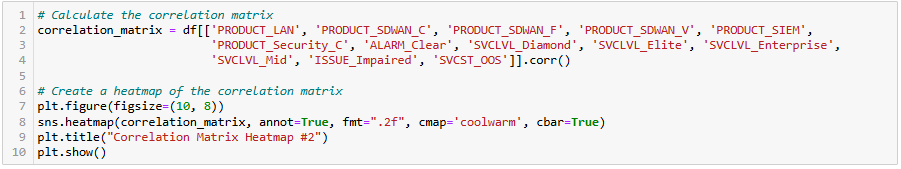 1 # Calculate the correlation matrix
2 correlation_matrix = df[['PRODUCT_LAN', 'PRODUCT_SDWAN_C', 'PRODUCT_SDWAN_F', 'PRODUCT_SDWAN_V', 'PRODUCT_SIEM',
3 'PRODUCT_Security_C', 'ALARM_Clear', 'SVCLVL_Diamond', 'SVCLVL_Elite', 'SVCLVL_Enterprise',
4 'SVCLVL_Mid', 'ISSUE_Impaired', 'SVCST_OOS']].corr()
5
6 # Create a heatmap of the correlation matrix
7 plt.figure(figsize=(10, 8))
8 sns.heatmap(correlation_matrix, annot=True, fmt=".2f", cmap='coolwarm', cbar=True)
9 plt.title("Correlation Matrix Heatmap #2")
10 plt.show()